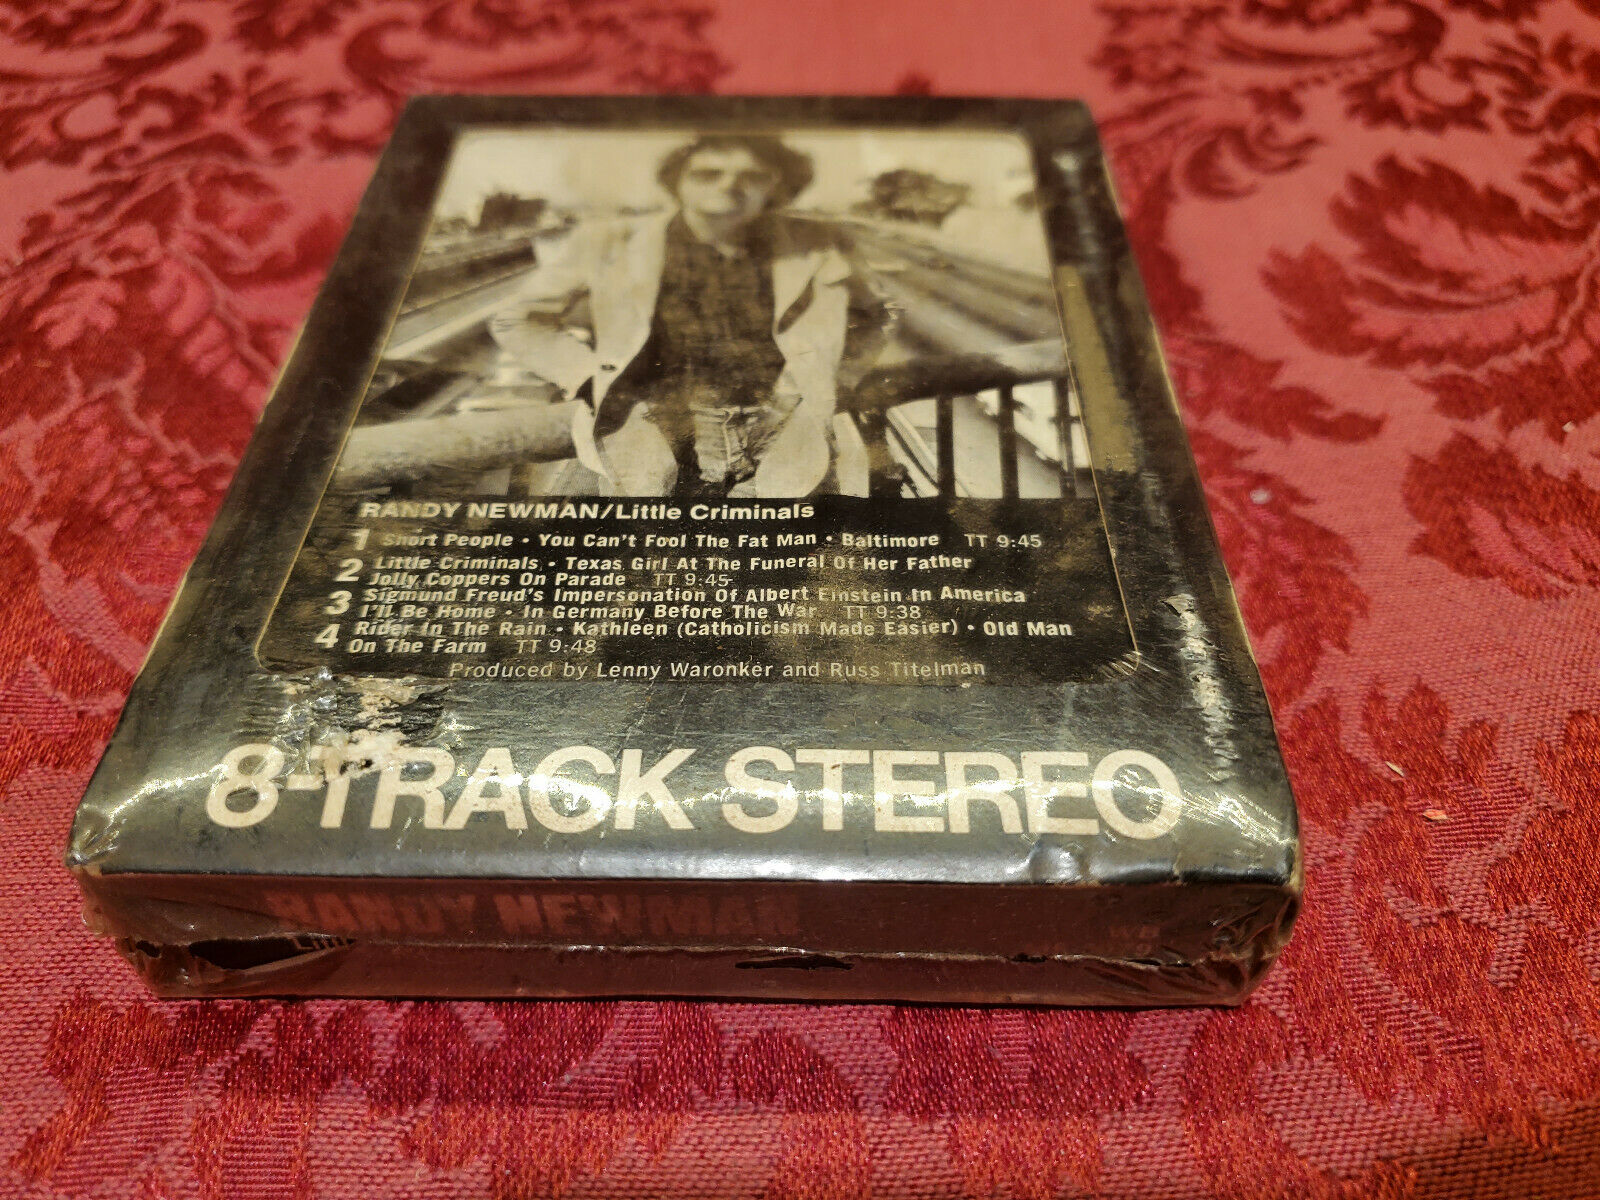 RANDY NEWMAN/Little Criminals
1 Short People • You Can't Fool The Fat Man • Baltimore TT 9:45
2 Little Criminals • Texas Girl At The Funeral Of Her Father
Jolly Coppers On Parade TT 9:45
3 Sigmund Freud's Impersonation Of Albert Einstein In America
I'll Be Home • In Germany Before The War TT 9:38
4 Rider In The Rain • Kathleen (Catholicism Made Easier) • Old Man
On The Farm TT 9:48
Produced by Lenny Waronker and Russ Titelman
8-TRACK STEREO
RANDY NEWMAN